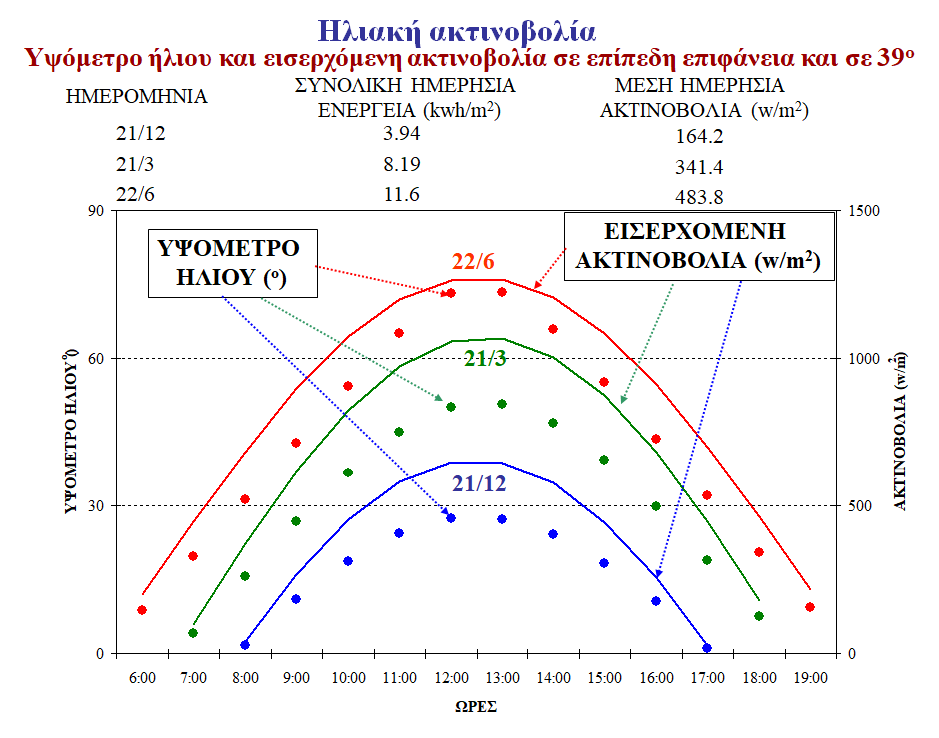 Ηλιακή ακτινοβολία
Υψόμετρο ήλιου και εισερχόμενη ακτινοβολία σε επίπεδη επιφάνεια και σε 39ο
ΗΜΕΡΟΜΗΝΙΑ ΣΥΝΟΛΙΚΗ ΗΜΕΡΗΣΙΑ ΕΝΕΡΓΕΙΑ (kwh/m2) ΜΕΣΗ ΗΜΕΡΗΣΙΑ ΑΚΤΙΝΟΒΟΛΙΑ (w/m2)
21/12 3.94 164.2
21/3 8.19 341.4
22/6 11.6 483.8
90 1500
ΥΨΟΜΕΤΡΟ
ΗΛΙΟΥ (ο)
ΕΙΣΕΡΧΟΜΕΝΗ
ΑΚΤΙΝΟΒΟΛΙΑ (w/m2)
22/6
60 1000
21/3
21/12
30 500
0 0
ΥΨΟΜΕΤΡΟ ΗΛΙΟΥ ο)
ΑΚΤΙΝΟΒΟΛΙΑ (w/m2)
6:00 7:00 8:00 9:00 10:00 11:00 12:00 13:00 14:00 15:00 16:00 17:00 18:00 19:00
ΩΡΕΣ